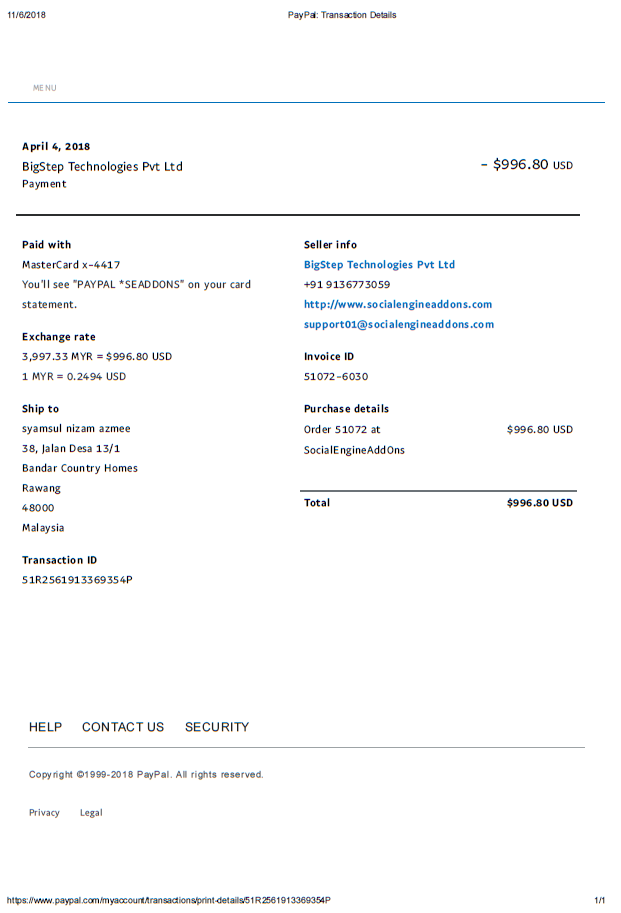 11/6/2018 PayPal: Transaction Details
MENU
April 4, 2018
BigStep Technologies Pvt Ltd - $996.80 USD
Payment
Paid with
MasterCard x-4417
You'll see "PAYPAL *SEADDONS" on your card
statement.
Exchange rate
3,997.33 MYR = $996.80 USD
1 MYR = 0.2494 USD
Ship to
syamsul nizam azmee
38, Jalan Desa 13/1
Bandar Country Homes
Rawang
48000
Malaysia
Transaction ID
51R2561913369354P
Seller info
BigStep Technologies Pvt Ltd
+91 9136773059
http://www.socialengineaddons.com
support01@socialengineaddons.com
Invoice ID
51072-6030
Purchase details
Order 51072 at $996.80 USD
SocialEngineAddOns
Total $996.80 USD
HELP CONTACT US SECURITY
Copyright ©1999-2018 PayPal. All rights reserved.
Privacy Legal
https://www.paypal.com/myaccount/transactions/print-details/51R2561913369354P 1/1